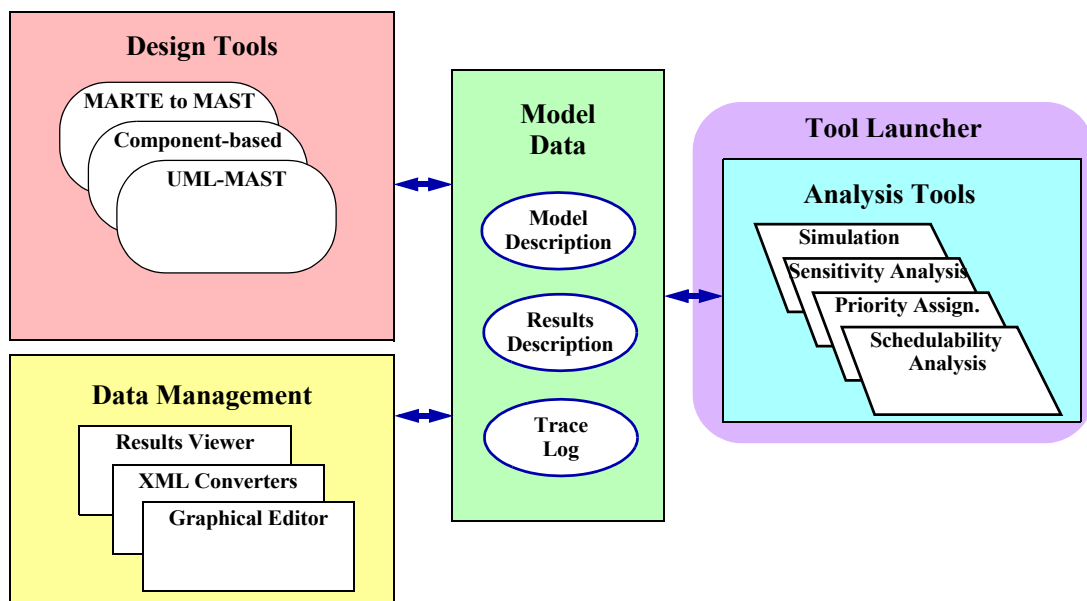 Design Tools
MARTE to MAST
Component-based
UML-MAST
Data Management
Results Viewer
XML Converters
Graphical Editor
Model
Data
Model
Description
Results
Description
Trace
Log
Tool Launcher
Analysis Tools
Simulation
Sensitivity Analysis
Priority Assign.
Schedulability
Analysis